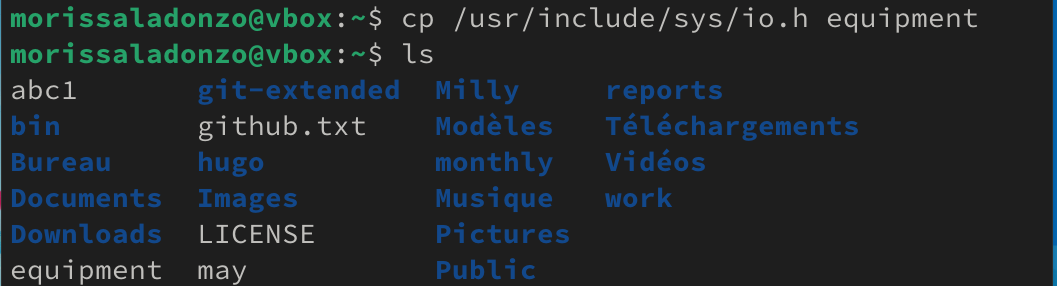 morissaladonzo@vbox:~$ cp /usr/include/sys/io.h equipment
morissaladonzo@vbox:~$ ls
abc1 git-extended Milly reports
bin github.txt Modèles Téléchargements
Bureau hugo monthly Vidéos
Documents Images Musique work
Downloads LICENSE Pictures
equipment may Public